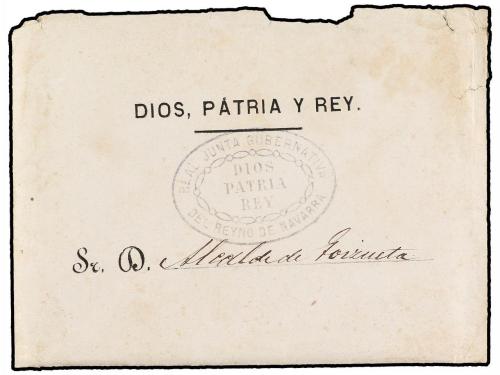 DIOS, PÁTRIA Y REY.
REAL JUNTA GUBERNATIVA
DIOS
PATRIA
REY
DEL REYNO DE NAVARRA
Sr. D. Alcalde de Goizueta